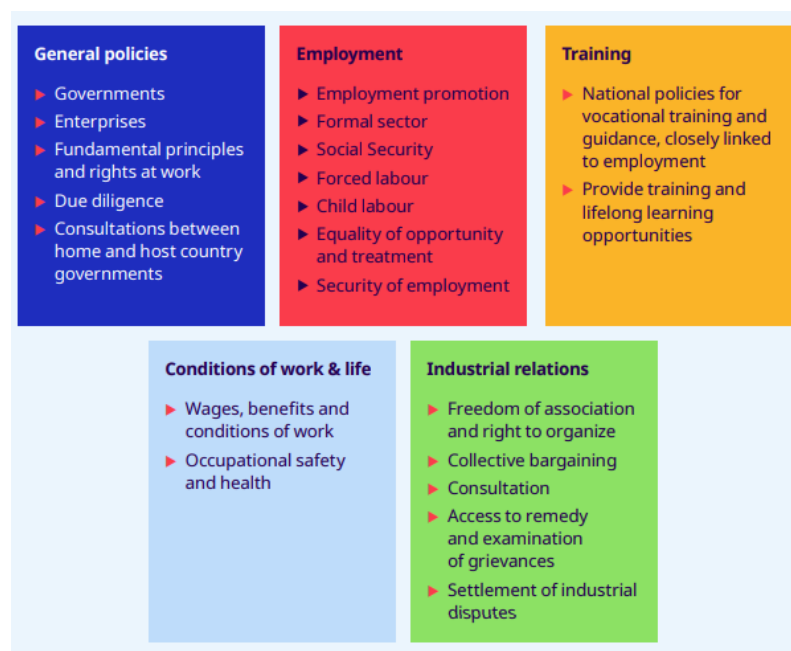 General policies
Governments
Enterprises
Fundamental principles
and rights at work
Due diligence
Consultations between
home and host country
governments
Employment
Employment promotion
Formal sector
Social Security
Forced labour
Child labour
Equality of opportunity
and treatment
Security of employment
Training
National policies for
vocational training and
guidance, closely linked
to employment
Provide training and
lifelong learning
opportunities
Conditions of work & life
Wages, benefits and
conditions of work
Occupational safety
and health
Industrial relations
Freedom of association
and right to organize
Collective bargaining
Consultation
Access to remedy
and examination
of grievances
Settlement of industrial
disputes